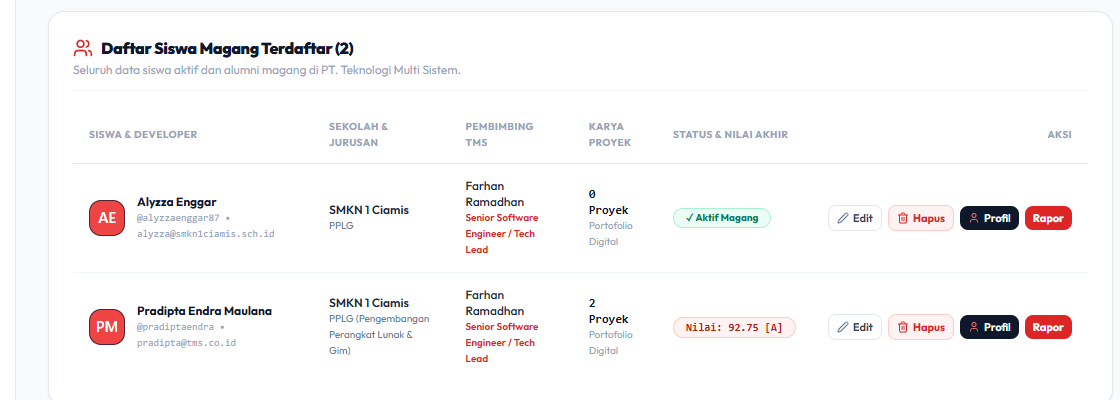 Daftar Siswa Magang Terdaftar (2)
Seluruh data siswa aktif dan alumni magang di PT. Teknologi Multi Sistem.
SISWA & DEVELOPER
SEKOLAH &
JURUSAN
PEMBIMBING
TMS
KARYA
PROYEK
STATUS & NILAI AKHIR
AKSI
AE
Alyzza Enggar
@alyzzaenggar87 •
alyzza@smkn1ciamis.sch.id
SMKN 1 Ciamis
PPLG
Farhan
Ramadhan
Senior Software
Engineer / Tech
Lead
0
Proyek
Portofolio
Digital
✓ Aktif Magang
Edit
Hapus
Profil
Rapor
PM
Pradipta Endra Maulana
@pradiptaendra •
pradipta@tms.co.id
SMKN 1 Ciamis
PPLG (Pengembangan
Perangkat Lunak &
Gim)
Farhan
Ramadhan
Senior Software
Engineer / Tech
Lead
2
Proyek
Portofolio
Digital
Nilai: 92.75 [A]
Edit
Hapus
Profil
Rapor